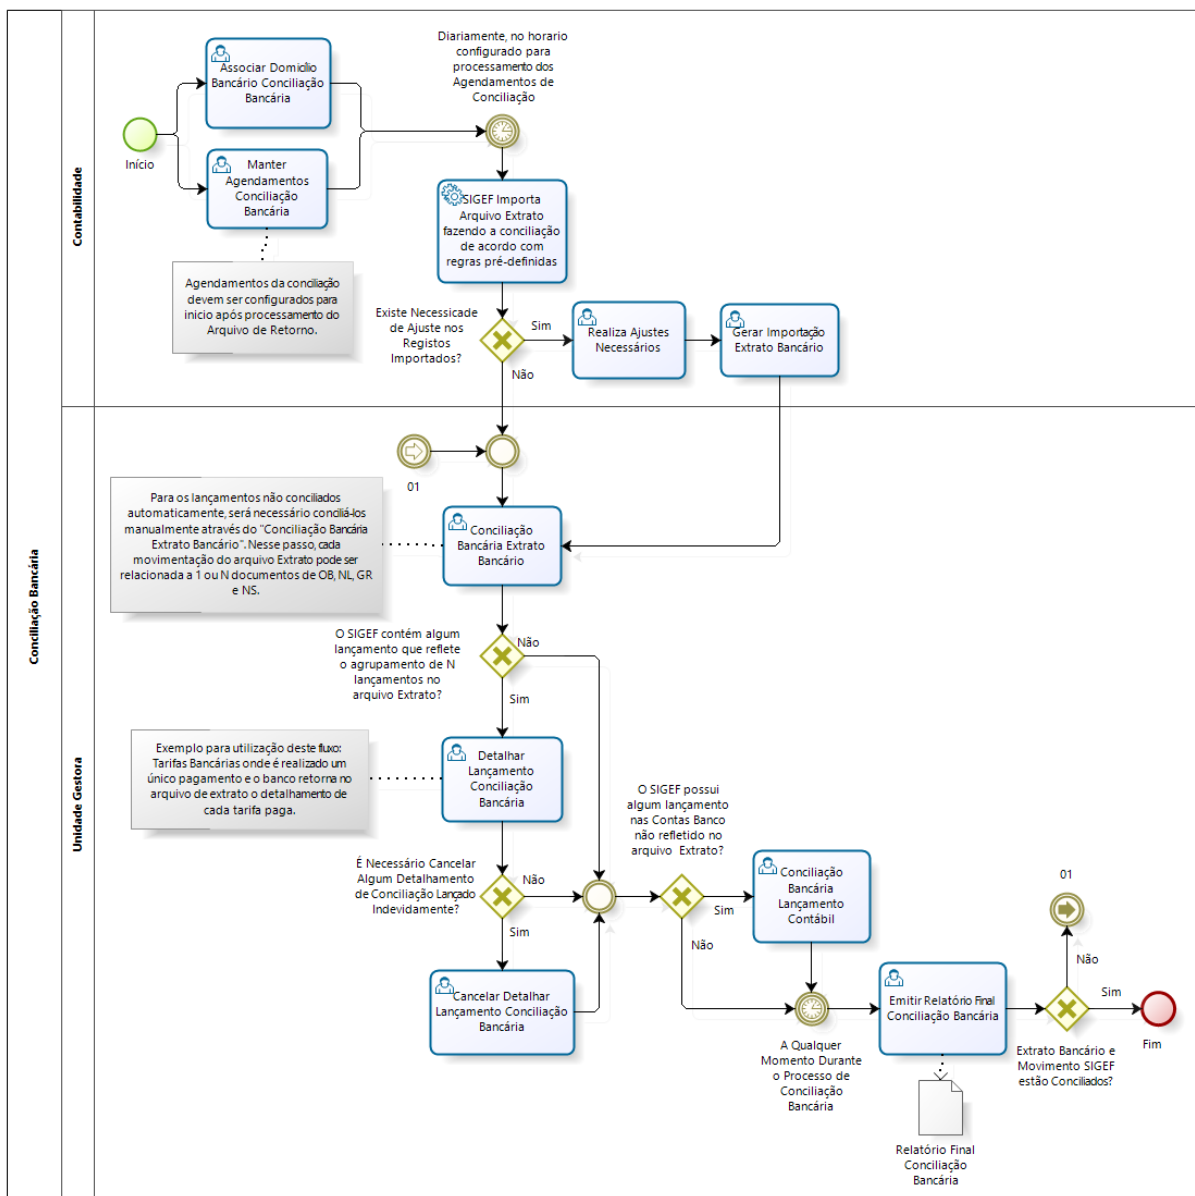 Conciliação Bancária
Contabilidade
Início
Associar Domicílio
Bancário Conciliação
Bancária
Manter
Agendamentos
Conciliação
Bancária
Agendamentos da conciliação
devem ser configurados para
inicio após processamento do
Arquivo de Retorno.
Diariamente, no horario
configurado para
processamento dos
Agendamentos de
Conciliação
SIGEF Importa
Arquivo Extrato
fazendo a conciliação
de acordo com
regras pré-definidas
Existe Necessicade
de Ajuste nos
Registos
Importados?
Sim
Não
Realiza Ajustes
Necessários
Gerar Importação
Extrato Bancário
Unidade Gestora
01
Para os lançamentos não conciliados
automaticamente, será necessário conciliá-los
manualmente através do "Conciliação Bancária
Extrato Bancário". Nesse passo, cada
movimentação do arquivo Extrato pode ser
relacionada a 1 ou N documentos de OB, NL, GR
e NS.
Conciliação
Bancária Extrato
Bancário
O SIGEF contém algum
lançamento que reflete
o agrupamento de N
lançamentos no
arquivo Extrato?
Não
Sim
Exemplo para utilização deste fluxo:
Tarifas Bancárias onde é realizado um
único pagamento e o banco retorna no
arquivo de extrato o detalhamento de
cada tarifa paga.
Detalhar
Lançamento
Conciliação
Bancária
É Necessário Cancelar
Algum Detalhamento
de Conciliação Lançado
Indevidamente?
Não
Sim
Cancelar Detalhar
Lançamento Conciliação
Bancária
O SIGEF possui
algum lançamento
nas Contas Banco
não refletido no
arquivo Extrato?
Sim
Não
Conciliação
Bancária
Lançamento
Contábil
A Qualquer
Momento Durante
o Processo de
Conciliação
Bancária
Emitir Relatório Final
Conciliação Bancária
Relatório Final
Conciliação
Bancária
01
Não
Sim
Extrato Bancário e
Movimento SIGEF
estão Conciliados?
Fim